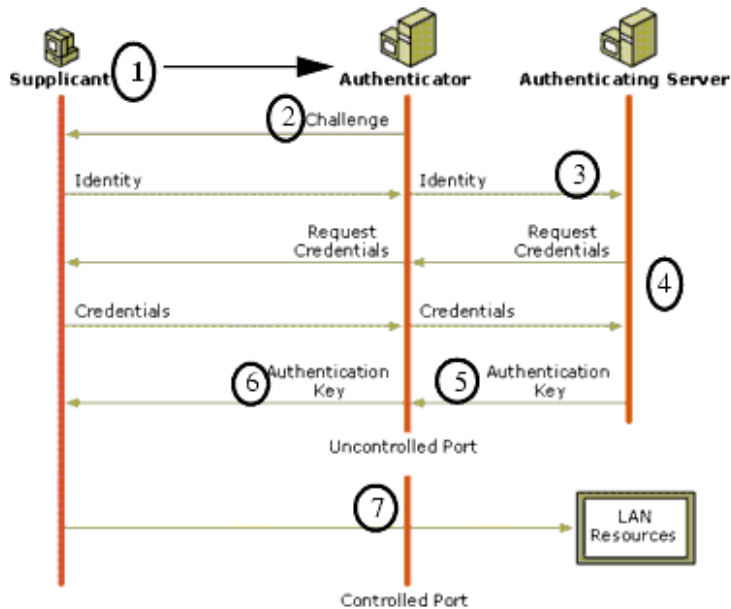 Supplicant
1
Authenticator
Authenticating Server
2
Challenge
Identity
Identity
3
Request
Credentials
Request
Credentials
4
Credentials
Credentials
6
Authentication
Key
5
Authentication
Key
Uncontrolled Port
7
LAN
Resources
Controlled Port